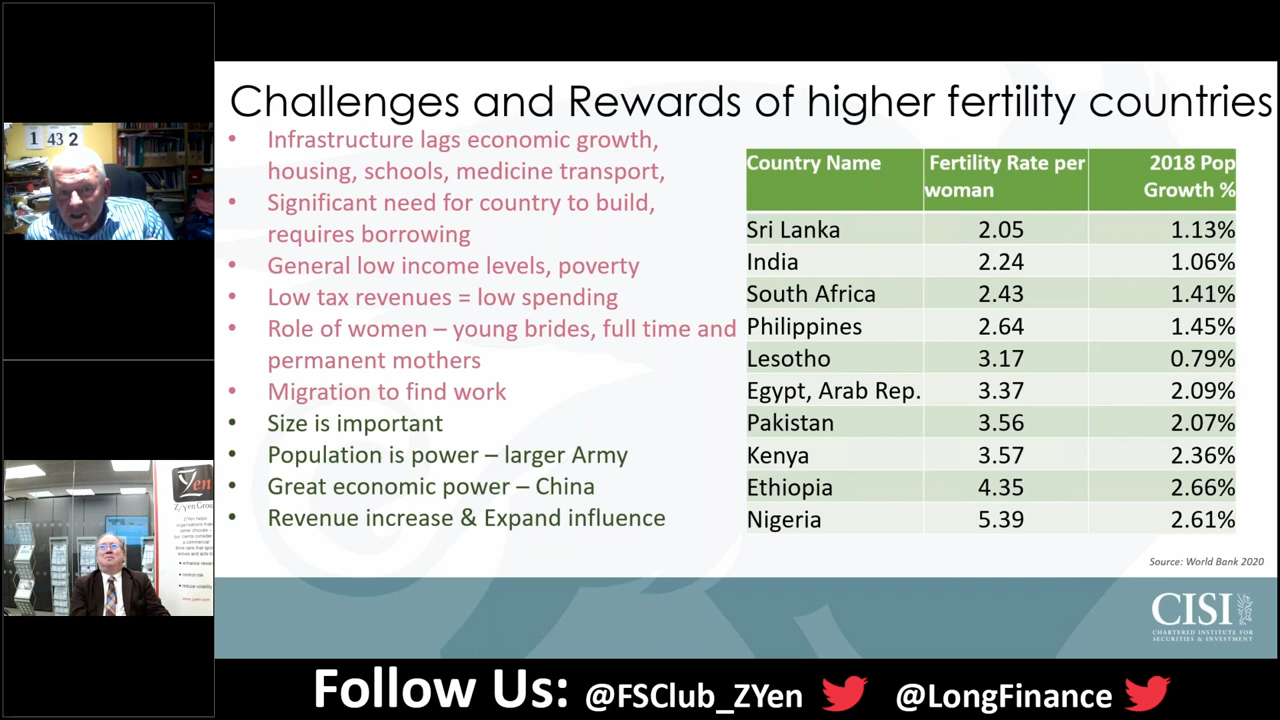 Challenges and Rewards of higher fertility countries
• Infrastructure lags economic growth,
housing, schools, medicine transport,
• Significant need for country to build,
requires borrowing
• General low income levels, poverty
• Low tax revenues = low spending
• Role of women – young brides, full time and
permanent mothers
• Migration to find work
• Size is important
• Population is power – larger Army
• Great economic power – China
• Revenue increase & Expand influence
Country Name Fertility Rate per woman 2018 Pop Growth %
Sri Lanka 2.05 1.13%
India 2.24 1.06%
South Africa 2.43 1.41%
Philippines 2.64 1.45%
Lesotho 3.17 0.79%
Egypt, Arab Rep. 3.37 2.09%
Pakistan 3.56 2.07%
Kenya 3.57 2.36%
Ethiopia 4.35 2.66%
Nigeria 5.39 2.61%
Source: World Bank 2020
CISI
CHARTERED INSTITUTE FOR
SECURITIES & INVESTMENT
1 43 2
Z/Yen
Z/Yen Grou
Follow Us: @FSClub_ZYen @LongFinance